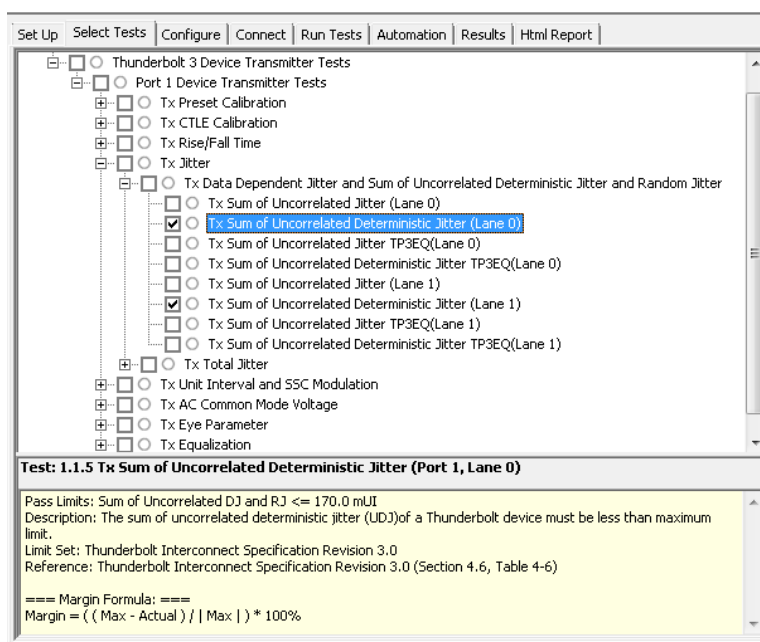 Set Up Select Tests Configure Connect Run Tests Automation Results Html Report
Thunderbolt 3 Device Transmitter Tests
Port 1 Device Transmitter Tests
Tx Preset Calibration
Tx CTLE Calibration
Tx Rise/Fall Time
Tx Jitter
Tx Data Dependent Jitter and Sum of Uncorrelated Deterministic Jitter and Random Jitter
Tx Sum of Uncorrelated Jitter (Lane 0)
Tx Sum of Uncorrelated Deterministic Jitter (Lane 0)
Tx Sum of Uncorrelated Jitter TP3EQ(Lane 0)
Tx Sum of Uncorrelated Deterministic Jitter TP3EQ(Lane 0)
Tx Sum of Uncorrelated Jitter (Lane 1)
Tx Sum of Uncorrelated Deterministic Jitter (Lane 1)
Tx Sum of Uncorrelated Jitter TP3EQ(Lane 1)
Tx Sum of Uncorrelated Deterministic Jitter TP3EQ(Lane 1)
Tx Total Jitter
Tx Unit Interval and SSC Modulation
Tx AC Common Mode Voltage
Tx Eye Parameter
Tx Equalization
Test: 1.1.5 Tx Sum of Uncorrelated Deterministic Jitter (Port 1, Lane 0)
Pass Limits: Sum of Uncorrelated DJ and RJ <= 170.0 mUI
Description: The sum of uncorrelated deterministic jitter (UDJ)of a Thunderbolt device must be less than maximum
limit.
Limit Set: Thunderbolt Interconnect Specification Revision 3.0
Reference: Thunderbolt Interconnect Specification Revision 3.0 (Section 4.6, Table 4-6)
=== Margin Formula: ===
Margin = ( ( Max - Actual ) / | Max | ) * 100%